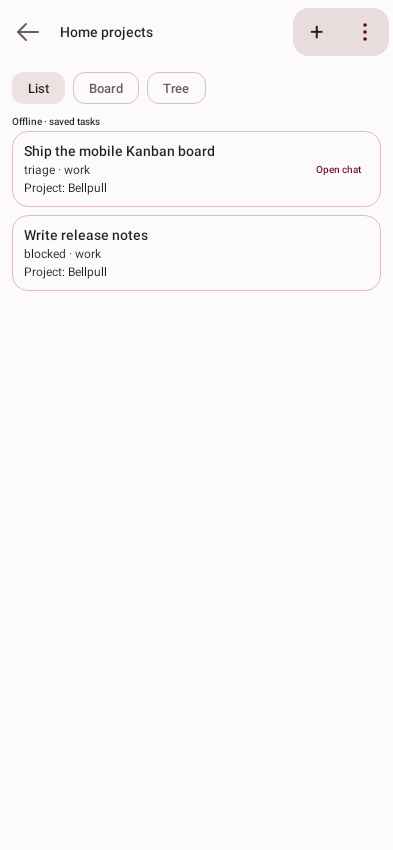 Home projects
+
List
Board
Tree
Offline · saved tasks
Ship the mobile Kanban board
triage · work
Open chat
Project: Bellpull
Write release notes
blocked · work
Project: Bellpull